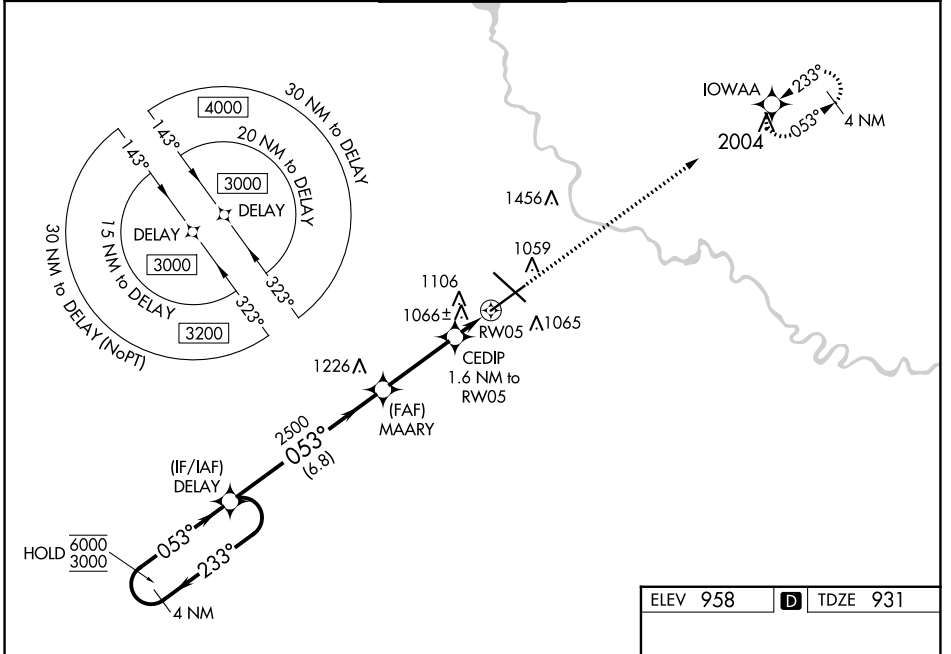 4000
30 NM to DELAY
143°
20 NM to DELAY
3000
DELAY
323°
143°
DELAY
15 NM to DELAY
3000
323°
3200
30 NM to DELAY (NoPT)
IOWAA
233°
053°
4 NM
2004
1456
1059
1106
1066±
RW05
1065
CEDIP
1.6 NM to
RW05
1226
(FAF)
MAARY
2500
053°
(6.8)
(IF/IAF)
DELAY
HOLD 6000
3000
053°
233°
4 NM
ELEV 958 D TDZE 931